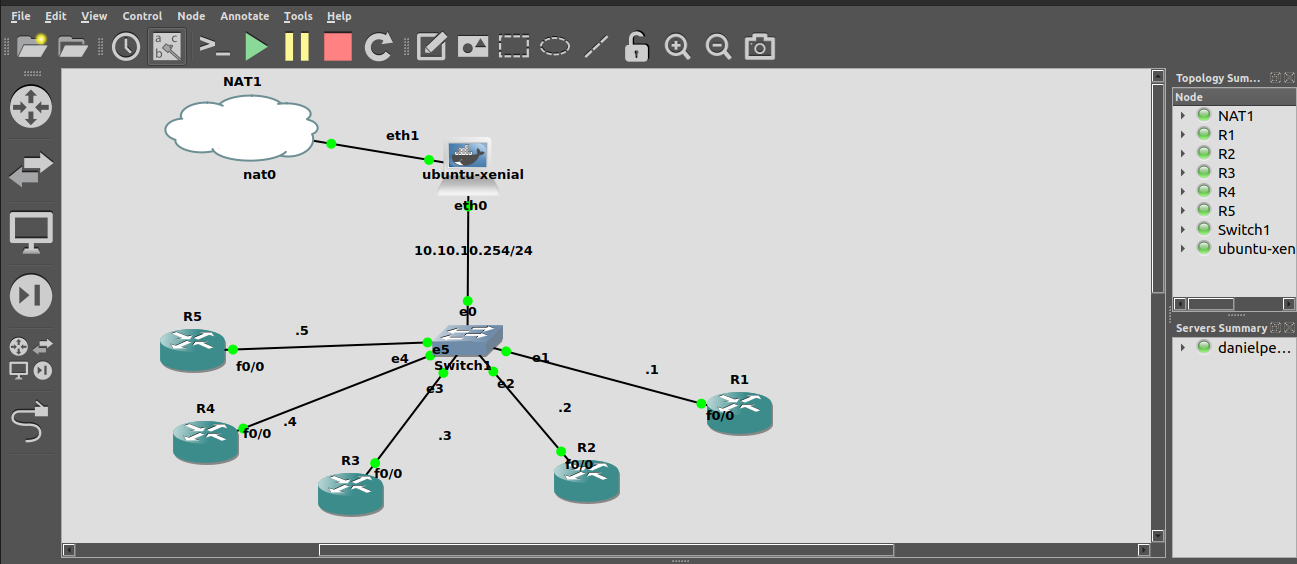 File Edit View Control Node Annotate Tools Help
NAT1
nat0
eth1
ubuntu-xenial
eth0
10.10.10.254/24
e0
R5
.5
f0/0
e5
e4
Switch1
e1
e3
e2
.1
R1
f0/0
R4
.4
f0/0
.2
.3
R3
f0/0
R2
f0/0
Topology Sum...
Node
NAT1
R1
R2
R3
R4
R5
Switch1
ubuntu-xen
Servers Summary
danielpe...